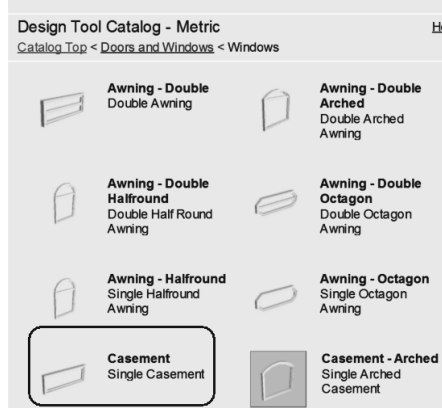 Design Tool Catalog - Metric
Catalog Top < Doors and Windows < Windows
Awning - Double
Double Awning
Awning - Double
Arched
Double Arched
Awning
Awning - Double
Halfround
Double Half Round
Awning
Awning - Double
Octagon
Double Octagon
Awning
Awning - Halfround
Single Halfround
Awning
Awning - Octagon
Single Octagon
Awning
Casement
Single Casement
Casement - Arched
Single Arched
Casement